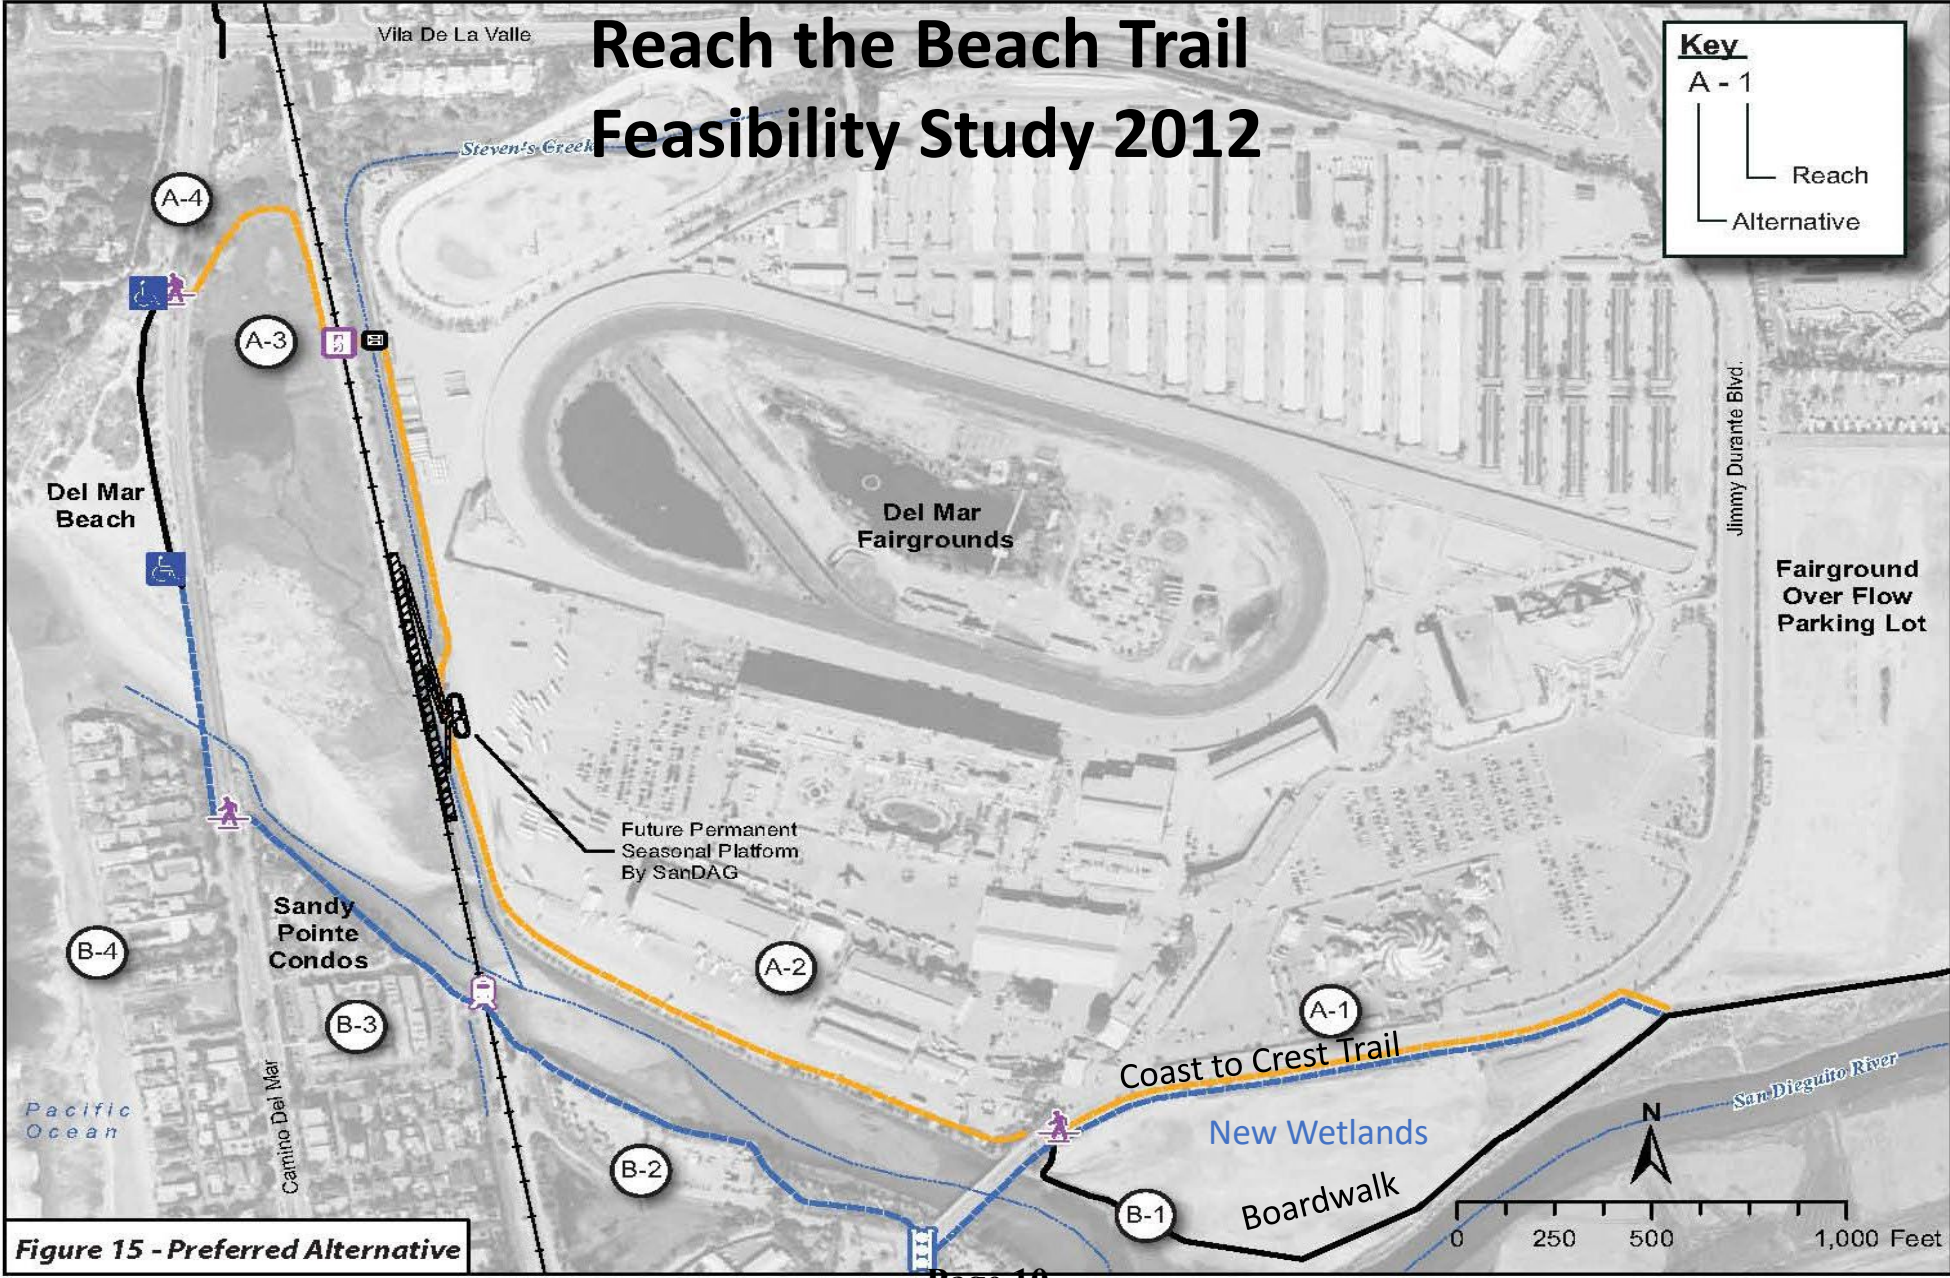 Reach the Beach Trail
Feasibility Study 2012
Vila De La Valle
Steven's Creek
Key
A - 1
Reach
Alternative
A-4
A-3
Del Mar
Beach
Del Mar
Fairgrounds
Jimmy Durante Blvd.
Fairground
Over Flow
Parking Lot
Future Permanent
Seasonal Platform
By SanDAG
Sandy
Pointe
Condos
B-4
B-3
A-2
A-1
Coast to Crest Trail
San Dieguito River
N
Pacific
Ocean
Camino Del Mar
New Wetlands
B-2
B-1
Boardwalk
0 250 500 1,000 Feet
Figure 15 - Preferred Alternative
Page 10